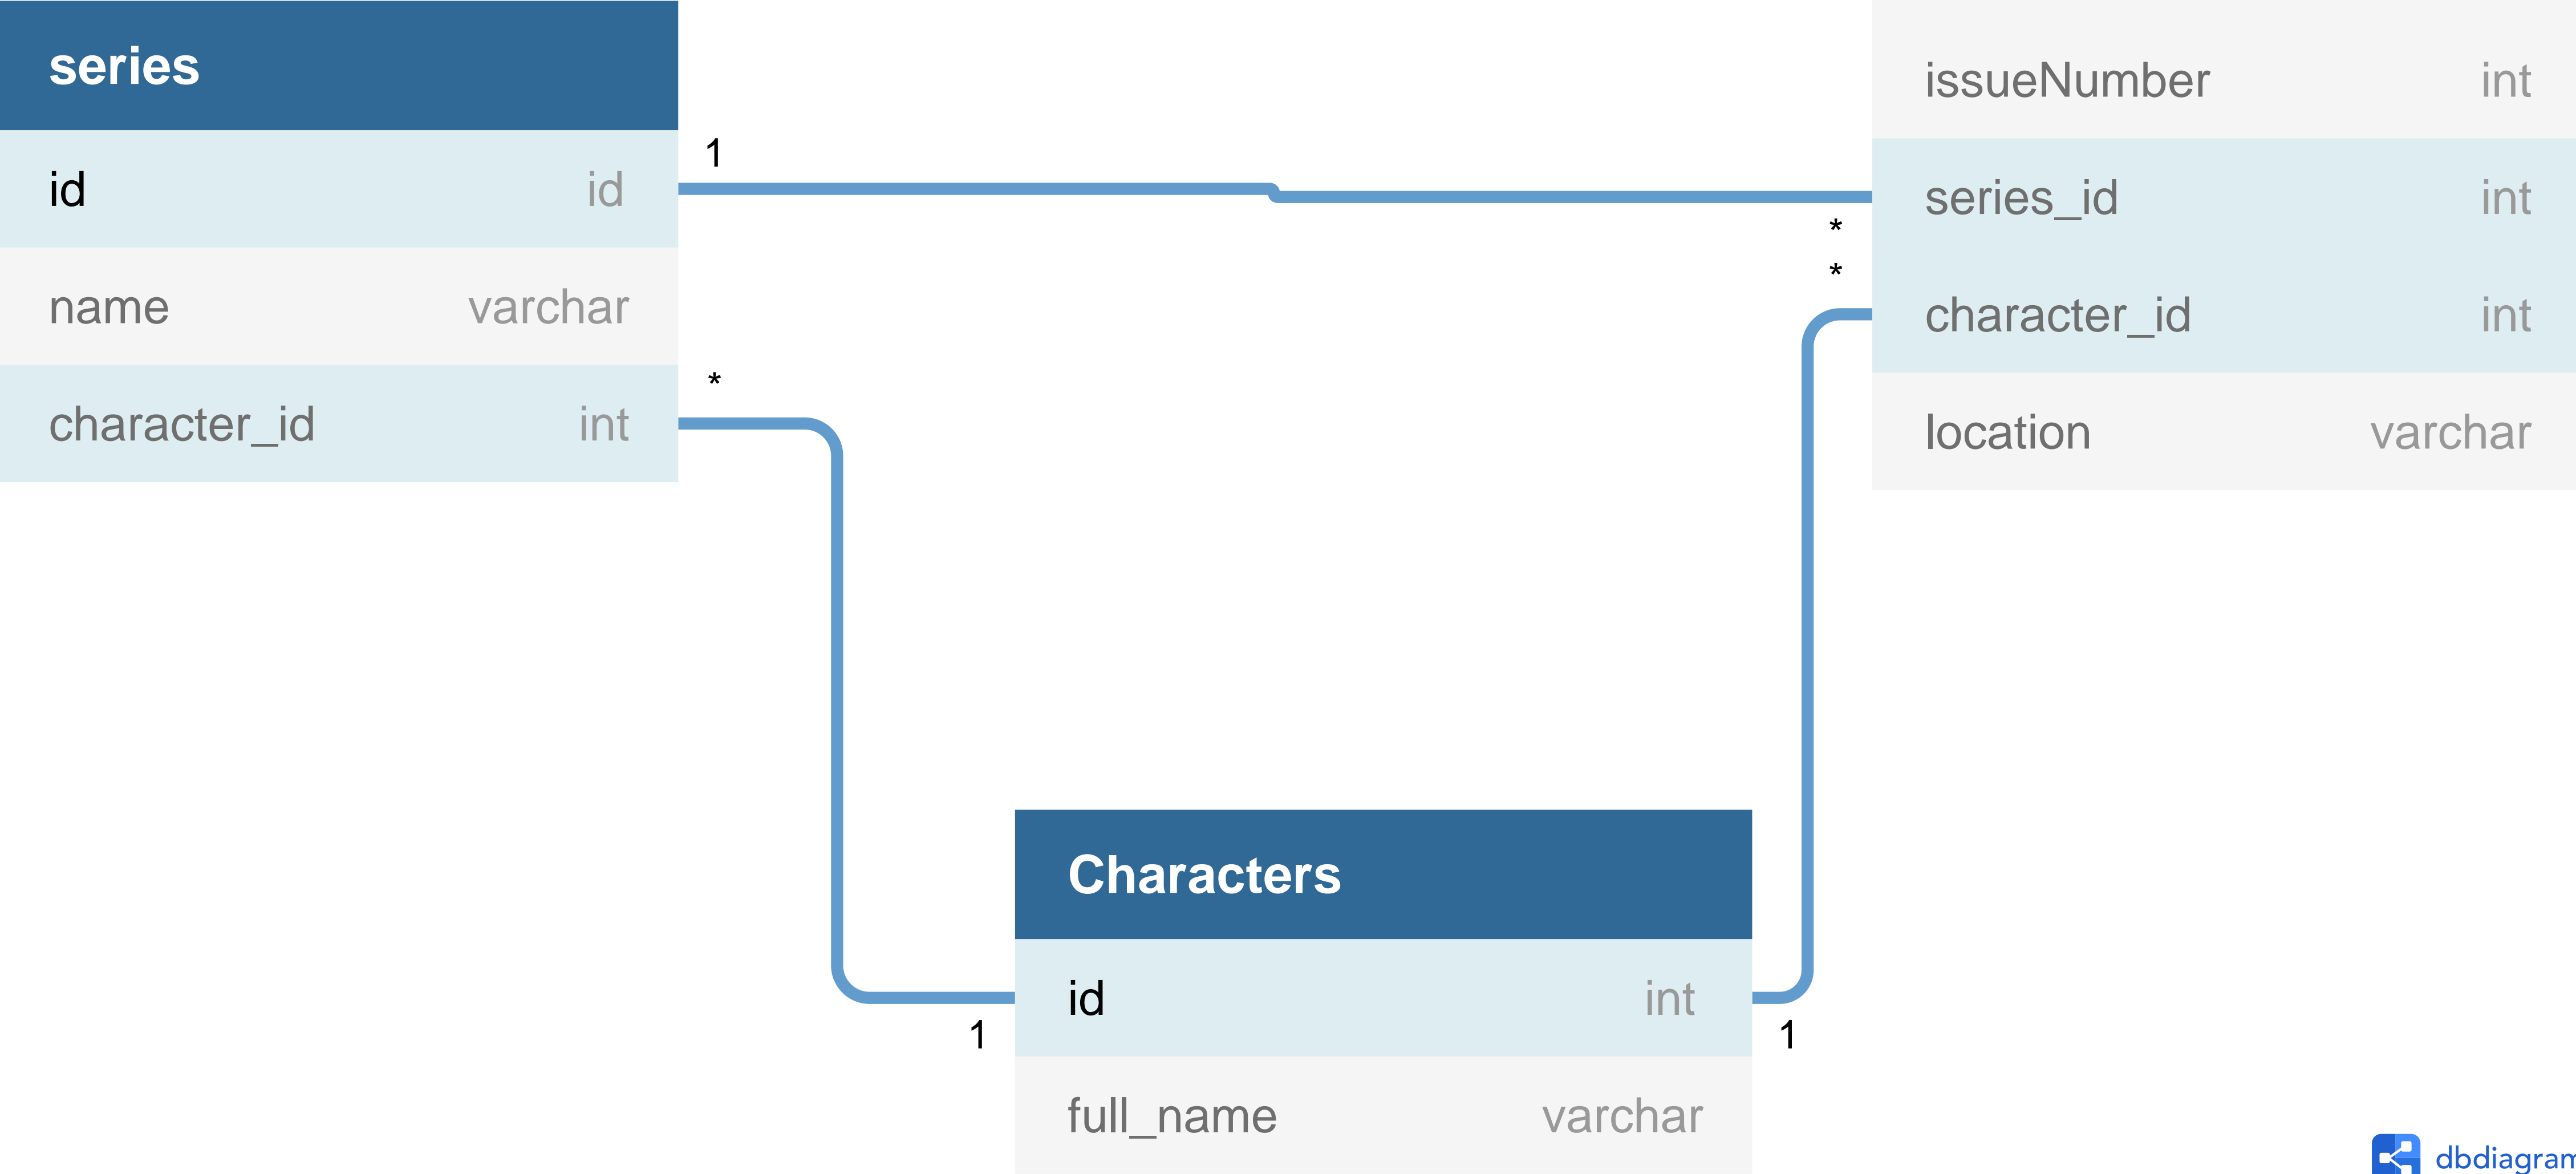 series
id id
name varchar
character_id int
1
*
issueNumber int
series_id int
character_id int
location varchar
*
*
Characters
id int
full_name varchar
1
1
dbdiagram